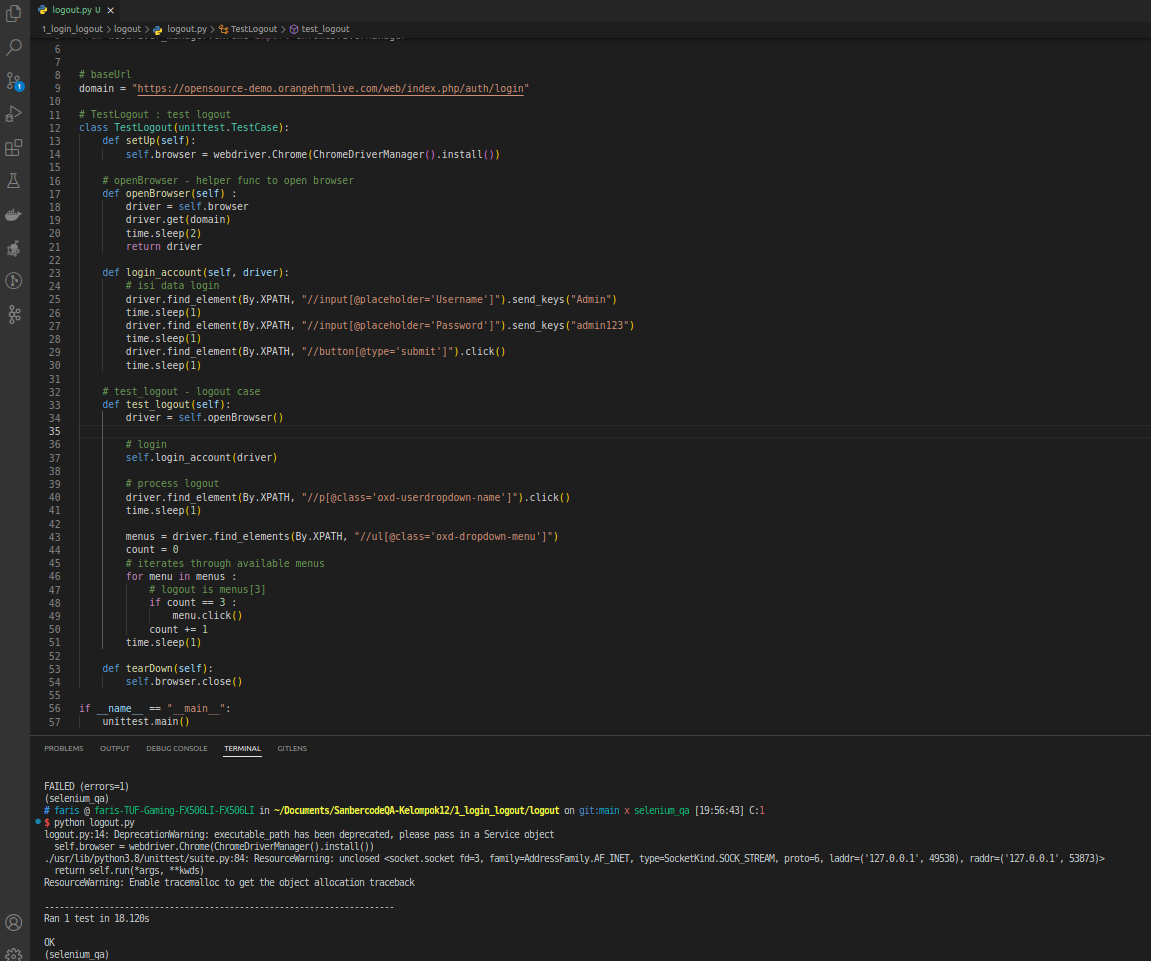 logout.py U ×
1_login_logout > logout > logout.py > TestLogout > test_logout
6
7
8 # baseUrl
9 domain = "https://opensource-demo.orangehrmlive.com/web/index.php/auth/login"
10
11 # TestLogout : test logout
12 class TestLogout(unittest.TestCase):
13     def setUp(self):
14         self.browser = webdriver.Chrome(ChromeDriverManager().install())
15
16     # openBrowser - helper func to open browser
17     def openBrowser(self) :
18         driver = self.browser
19         driver.get(domain)
20         time.sleep(2)
21         return driver
22
23     def login_account(self, driver):
24         # isi data login
25         driver.find_element(By.XPATH, "//input[@placeholder='Username']").send_keys("Admin")
26         time.sleep(1)
27         driver.find_element(By.XPATH, "//input[@placeholder='Password']").send_keys("admin123")
28         time.sleep(1)
29         driver.find_element(By.XPATH, "//button[@type='submit']").click()
30         time.sleep(1)
31
32     # test_logout - logout case
33     def test_logout(self):
34         driver = self.openBrowser()
35
36         # login
37         self.login_account(driver)
38
39         # process logout
40         driver.find_element(By.XPATH, "//p[@class='oxd-userdropdown-name']").click()
41         time.sleep(1)
42
43         menus = driver.find_elements(By.XPATH, "//ul[@class='oxd-dropdown-menu']")
44         count = 0
45         # iterates through available menus
46         for menu in menus :
47             # logout is menus[3]
48             if count == 3 :
49                 menu.click()
50             count += 1
51         time.sleep(1)
52
53     def tearDown(self):
54         self.browser.close()
55
56 if __name__ == "__main__":
57     unittest.main()
PROBLEMS OUTPUT DEBUG CONSOLE TERMINAL GITLENS
FAILED (errors=1)
(selenium_qa)
# faris @ faris-TUF-Gaming-FX506LI-FX506LI in ~/Documents/SanbercodeQA-Kelompok12/1_login_logout/logout on git:main x selenium_qa [19:56:43] C:1
$ python logout.py
logout.py:14: DeprecationWarning: executable_path has been deprecated, please pass in a Service object
  self.browser = webdriver.Chrome(ChromeDriverManager().install())
./usr/lib/python3.8/unittest/suite.py:84: ResourceWarning: unclosed <socket.socket fd=3, family=AddressFamily.AF_INET, type=SocketKind.SOCK_STREAM, proto=6, laddr=('127.0.0.1', 49538), raddr=('127.0.0.1', 53873)>
  return self.run(*args, **kwds)
ResourceWarning: Enable tracemalloc to get the object allocation traceback
----------------------------------------------------------------------
Ran 1 test in 18.120s
OK
(selenium_qa)